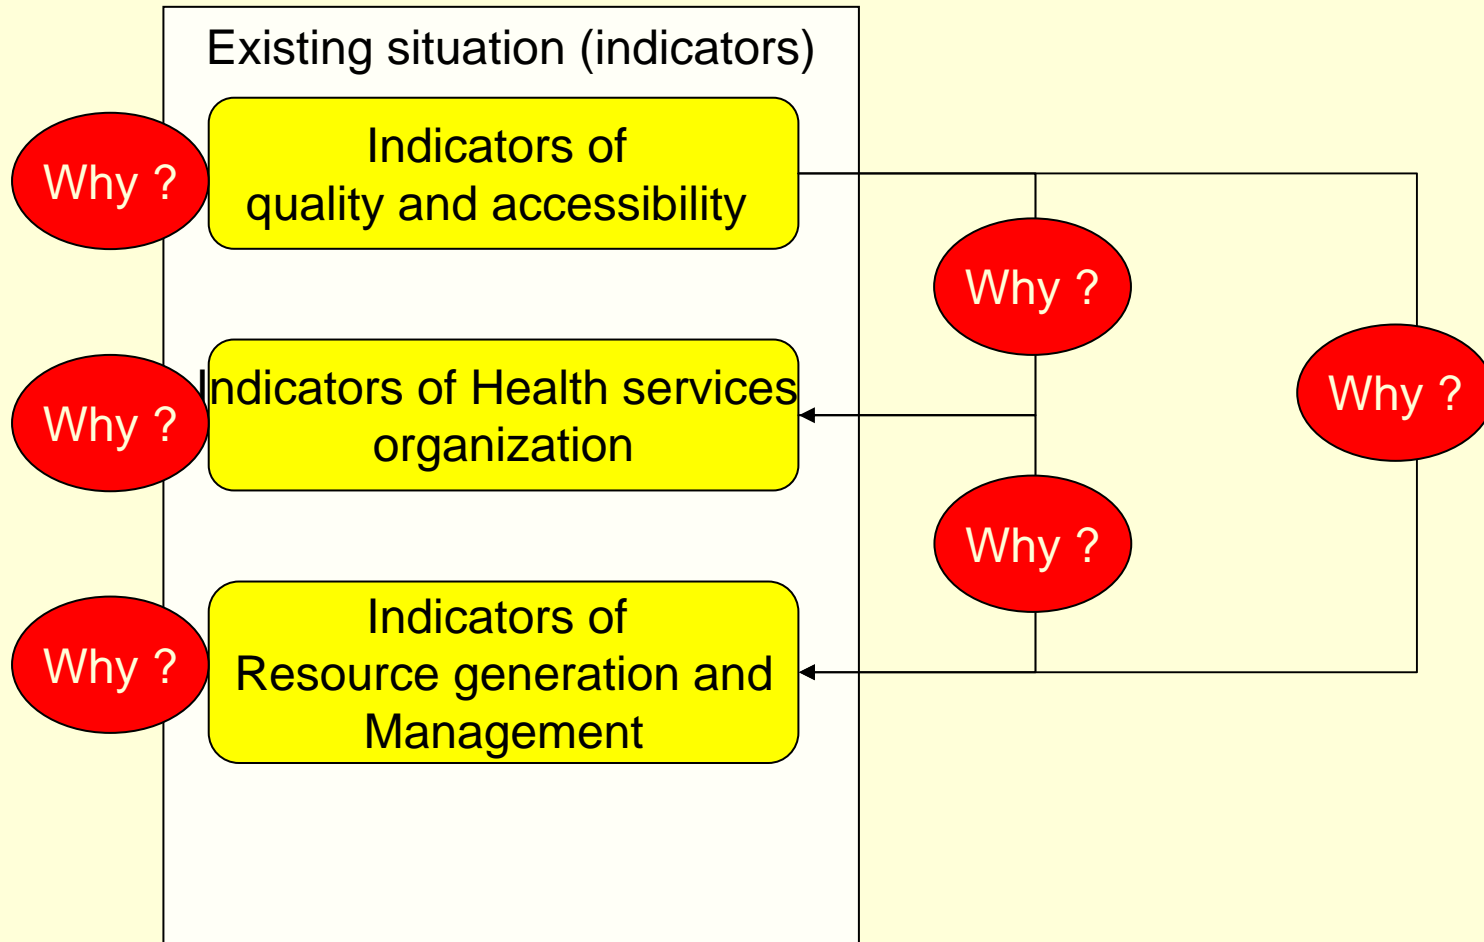 Existing situation (indicators)
Why ?
Indicators of
quality and accessibility
Why ?
Why ?
Indicators of Health services
organization
Why ?
Why ?
Why ?
Indicators of
Resource generation and
Management